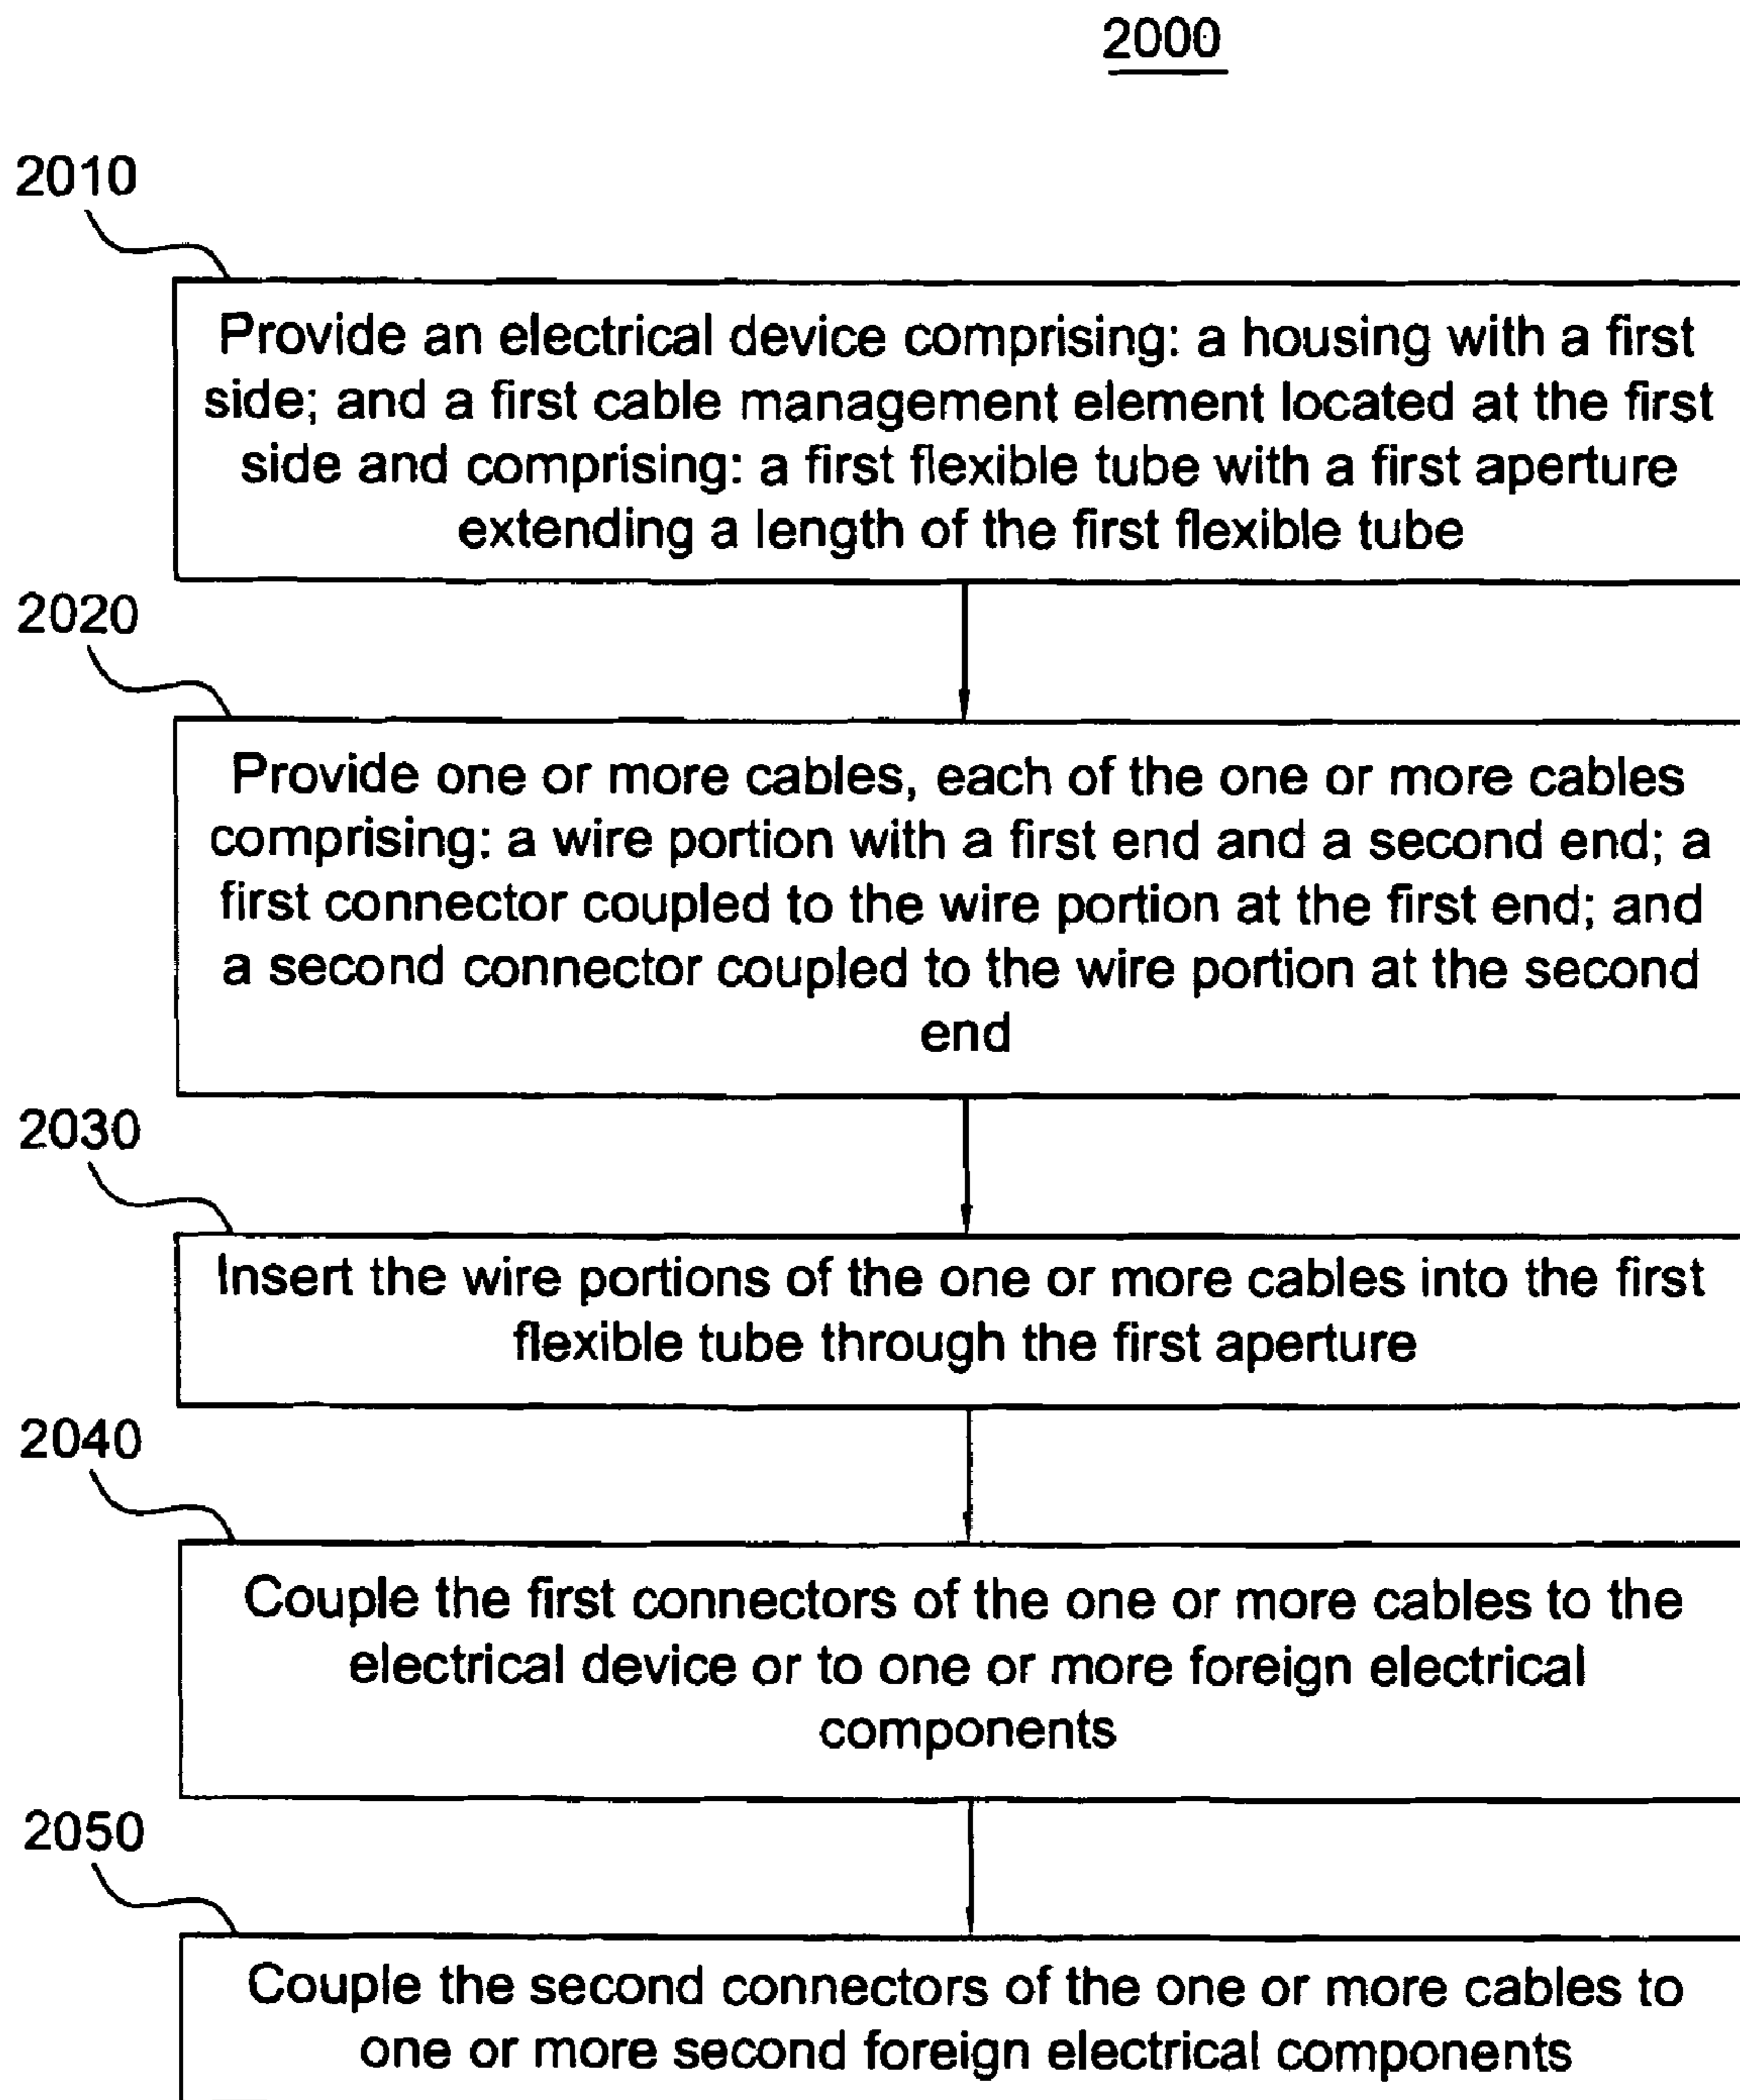 2000
2010
Provide an electrical device comprising: a housing with a first
side; and a first cable management element located at the first
side and comprising: a first flexible tube with a first aperture
extending a length of the first flexible tube
2020
Provide one or more cables, each of the one or more cables
comprising: a wire portion with a first end and a second end; a
first connector coupled to the wire portion at the first end; and
a second connector coupled to the wire portion at the second
end
2030
Insert the wire portions of the one or more cables into the first
flexible tube through the first aperture
2040
Couple the first connectors of the one or more cables to the
electrical device or to one or more foreign electrical
components
2050
Couple the second connectors of the one or more cables to
one or more second foreign electrical components